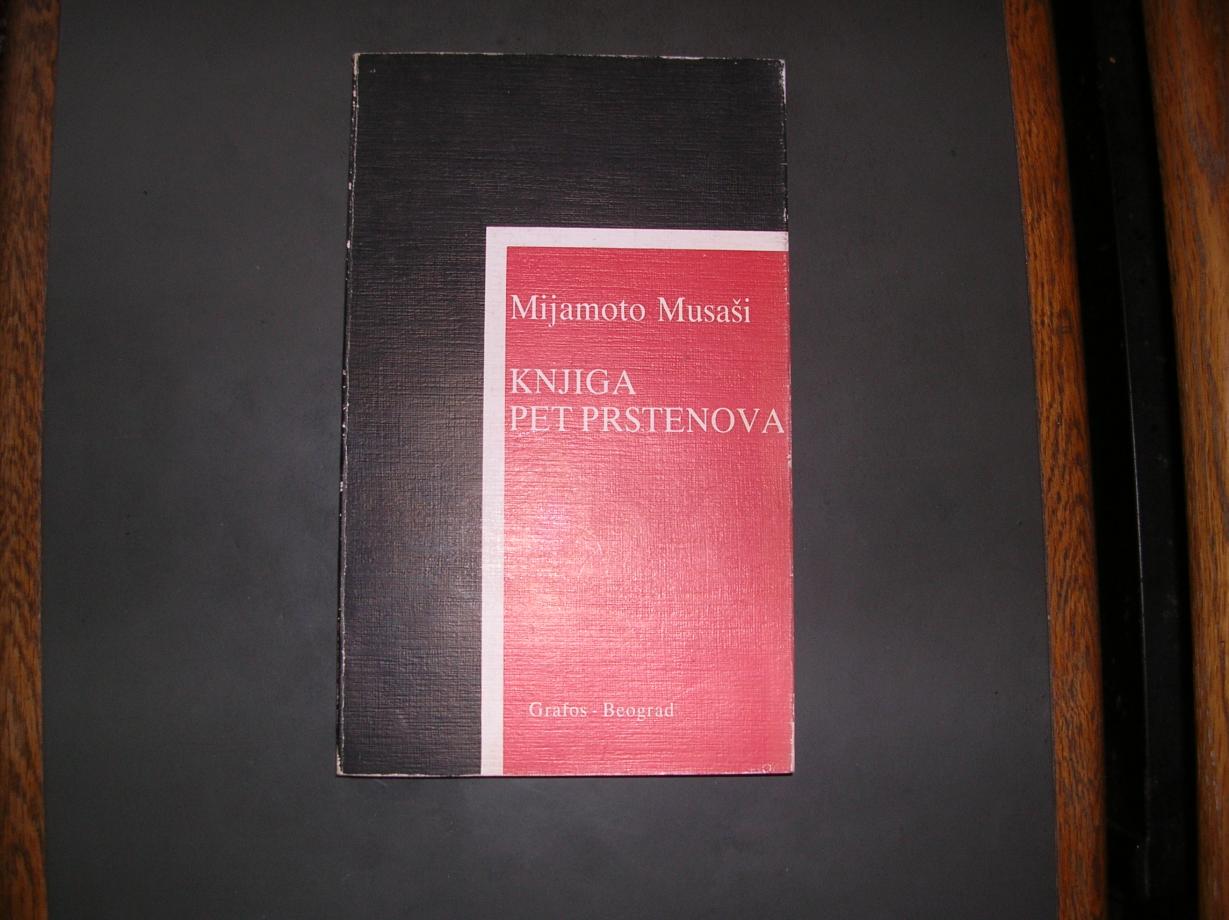 Mijamoto Musaši
KNJIGA
PET PRSTENOVA
Grafos - Beograd